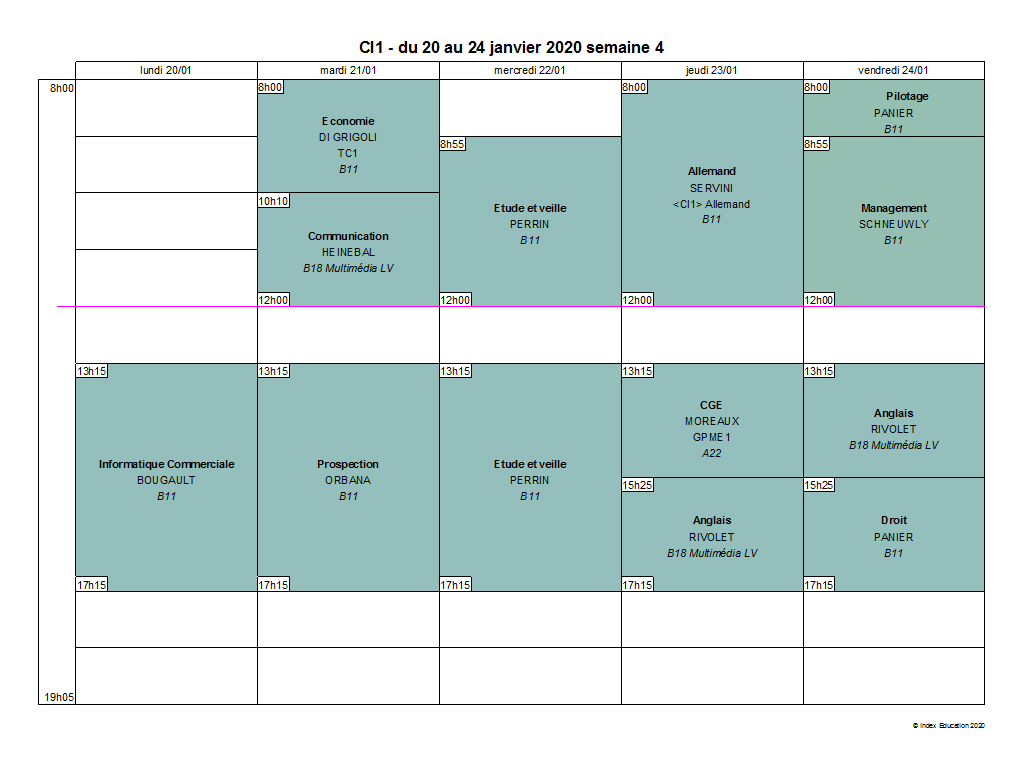 CI1 - du 20 au 24 janvier 2020 semaine 4
lundi 20/01
mardi 21/01
mercredi 22/01
jeudi 23/01
vendredi 24/01
8h00
19h05
13h15
Informatique Commerciale
BOUGAULT
B11
17h15
8h00
Economie
DI GRIGOLI
TC1
B11
10h10
Communication
HEINEBAL
B18 Multimédia LV
12h00
13h15
Prospection
ORBANA
B11
17h15
8h55
Etude et veille
PERRIN
B11
12h00
13h15
Etude et veille
PERRIN
B11
17h15
8h00
Allemand
SERVINI
<CI1> Allemand
B11
12h00
13h15
CGE
MOREAUX
GPME1
A22
15h25
Anglais
RIVOLET
B18 Multimédia LV
17h15
8h00
Pilotage
PANIER
B11
8h55
Management
SCHNEUWLY
B11
12h00
13h15
Anglais
RIVOLET
B18 Multimédia LV
15h25
Droit
PANIER
B11
17h15
© Index Education 2020